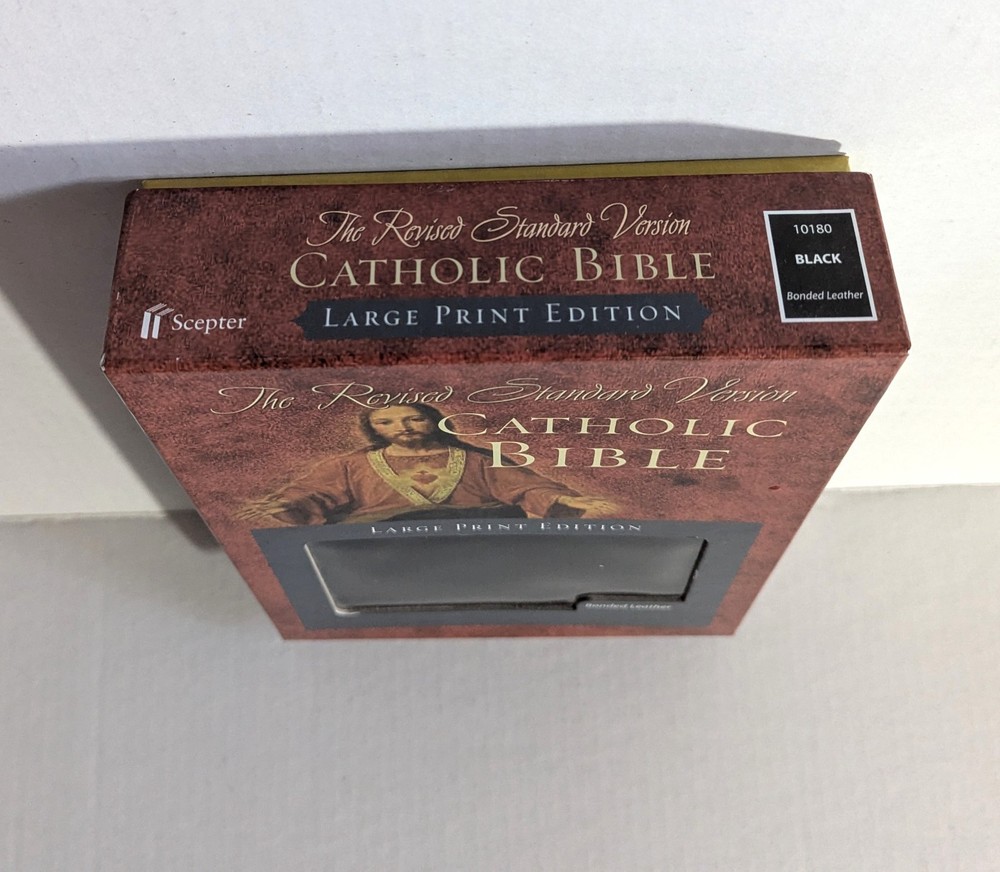 The Revised Standard Version
CATHOLIC BIBLE
LARGE PRINT EDITION
Scepter
10180
BLACK
Bonded Leather
The Revised Standard Version
CATHOLIC
BIBLE
LARGE PRINT EDITION
Bonded Leather